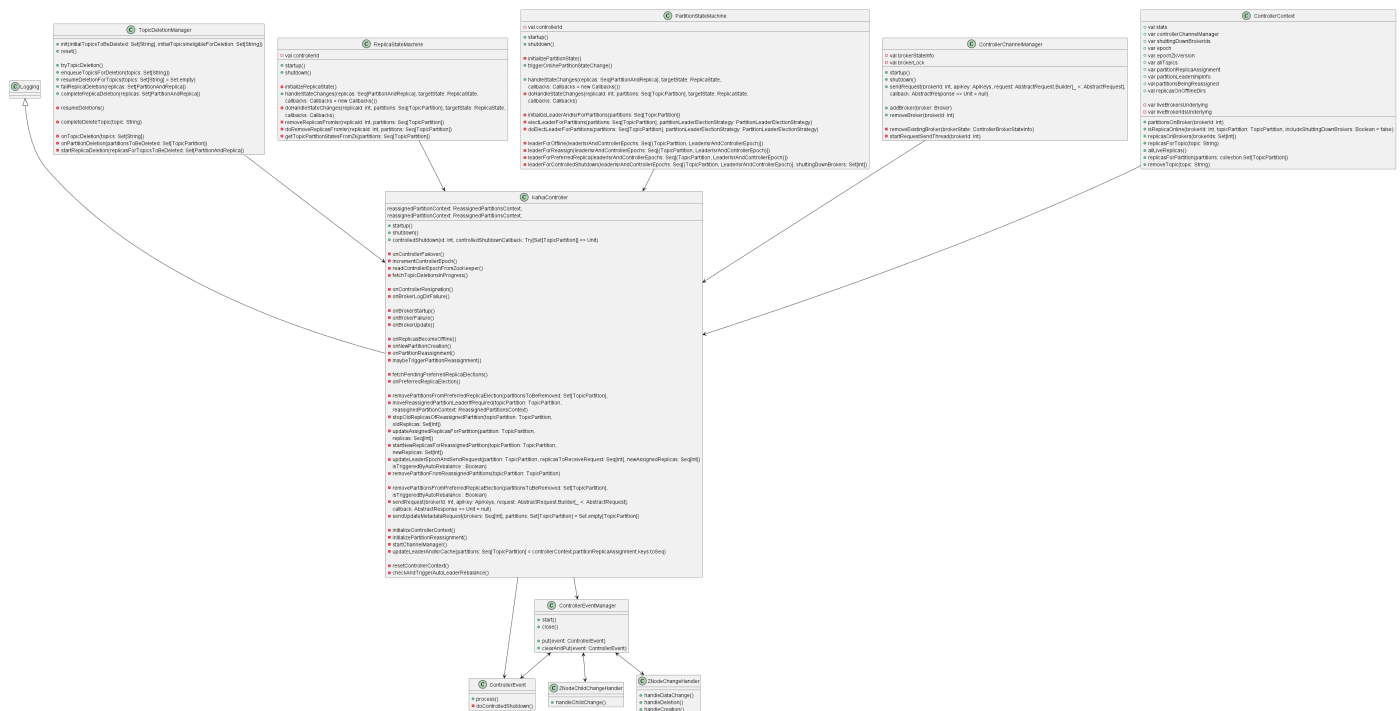 Logging
TopicDeletionManager
init(initialTopicsToBeDeleted: Set[String], initialTopicsIneligibleForDeletion: Set[String])
reset()
tryTopicDeletion()
enqueueTopicsForDeletion(topics: Set[String])
resumeDeletionForTopics(topics: Set[String] = Set.empty)
failReplicaDeletion(replicas: Set[PartitionAndReplica])
completeReplicaDeletion(replicas: Set[PartitionAndReplica])
resumeDeletions()
completeDeleteTopic(topic: String)
onTopicDeletion(topics: Set[String])
onPartitionDeletion(partitionsToBeDeleted: Set[TopicPartition])
startReplicaDeletion(replicasForTopicsToBeDeleted: Set[PartitionAndReplica])
ReplicaStateMachine
val controllerId
startup()
shutdown()
initializeReplicaState()
handleStateChanges(replicas: Seq[PartitionAndReplica], targetState: ReplicaState,
callbacks: Callbacks = new Callbacks())
doHandleStateChanges(replicaId: Int, partitions: Seq[TopicPartition], targetState: ReplicaState,
callbacks: Callbacks)
removeReplicasFromIsr(replicaId: Int, partitions: Seq[TopicPartition])
doRemoveReplicasFromIsr(replicaId: Int, partitions: Seq[TopicPartition])
getTopicPartitionStatesFromZk(partitions: Seq[TopicPartition])
PartitionStateMachine
val controllerId
startup()
shutdown()
initializePartitionState()
triggerOnlinePartitionStateChange()
handleStateChanges(replicas: Seq[PartitionAndReplica], targetState: ReplicaState,
callbacks: Callbacks = new Callbacks())
doHandleStateChanges(replicaId: Int, partitions: Seq[TopicPartition], targetState: ReplicaState,
callbacks: Callbacks)
initializeLeaderAndIsrForPartitions(partitions: Seq[TopicPartition])
electLeaderForPartitions(partitions: Seq[TopicPartition], partitionLeaderElectionStrategy: PartitionLeaderElectionStrategy)
doElectLeaderForPartitions(partitions: Seq[TopicPartition], partitionLeaderElectionStrategy: PartitionLeaderElectionStrategy)
leaderForOffline(leaderIsrAndControllerEpochs: Seq[(TopicPartition, LeaderIsrAndControllerEpoch)])
leaderForReassign(leaderIsrAndControllerEpochs: Seq[(TopicPartition, LeaderIsrAndControllerEpoch)])
leaderForPreferredReplica(leaderIsrAndControllerEpochs: Seq[(TopicPartition, LeaderIsrAndControllerEpoch)])
leaderForControlledShutdown(leaderIsrAndControllerEpochs: Seq[(TopicPartition, LeaderIsrAndControllerEpoch)], shuttingDownBrokers: Set[Int])
ControllerChannelManager
val brokerStateInfo
val brokerLock
startup()
shutdown()
sendRequest(brokerId: Int, apiKey: ApiKeys, request: AbstractRequest.Builder[_ <: AbstractRequest],
callback: AbstractResponse => Unit = null)
addBroker(broker: Broker)
removeBroker(brokerId: Int)
removeExistingBroker(brokerState: ControllerBrokerStateInfo)
startRequestSendThread(brokerId: Int)
ControllerContext
val stats
var controllerChannelManager
var shuttingDownBrokerIds
var epoch
var epochZkVersion
var allTopics
var partitionReplicaAssignment
var partitionLeadershipInfo
var partitionsBeingReassigned
val replicasOnOfflineDirs
var liveBrokersUnderlying
var liveBrokerIdsUnderlying
partitionsOnBroker(brokerId: Int)
isReplicaOnline(brokerId: Int, topicPartition: TopicPartition, includeShuttingDownBrokers: Boolean = false)
replicasOnBrokers(brokerIds: Set[Int])
replicasForTopic(topic: String)
allLiveReplicas()
replicasForPartition(partitions: collection.Set[TopicPartition])
removeTopic(topic: String)
KafkaController
reassignedPartitionContext: ReassignedPartitionsContext,
reassignedPartitionContext: ReassignedPartitionsContext,
startup()
shutdown()
controlledShutdown(id: Int, controlledShutdownCallback: Try[Set[TopicPartition]] => Unit)
onControllerFailover()
incrementControllerEpoch()
readControllerEpochFromZooKeeper()
fetchTopicDeletionsInProgress()
onControllerResignation()
onBrokerLogDirFailure()
onBrokerStartup()
onBrokerFailure()
onBrokerUpdate()
onReplicasBecomeOffline()
onNewPartitionCreation()
onPartitionReassignment()
maybeTriggerPartitionReassignment()
fetchPendingPreferredReplicaElections()
onPreferredReplicaElection()
removePartitionsFromPreferredReplicaElection(partitionsToBeRemoved: Set[TopicPartition],
moveReassignedPartitionLeaderIfRequired(topicPartition: TopicPartition,
reassignedPartitionContext: ReassignedPartitionsContext)
stopOldReplicasOfReassignedPartition(topicPartition: TopicPartition,
oldReplicas: Set[Int])
updateAssignedReplicasForPartition(partition: TopicPartition,
replicas: Seq[Int])
startNewReplicasForReassignedPartition(topicPartition: TopicPartition,
newReplicas: Set[Int])
updateLeaderEpochAndSendRequest(partition: TopicPartition, replicasToReceiveRequest: Seq[Int], newAssignedReplicas: Seq[Int])
isTriggeredByAutoRebalance : Boolean)
removePartitionFromReassignedPartitions(topicPartition: TopicPartition)
removePartitionsFromPreferredReplicaElection(partitionsToBeRemoved: Set[TopicPartition],
isTriggeredByAutoRebalance : Boolean)
sendRequest(brokerId: Int, apiKey: ApiKeys, request: AbstractRequest.Builder[_ <: AbstractRequest],
callback: AbstractResponse => Unit = null)
sendUpdateMetadataRequest(brokers: Seq[Int], partitions: Set[TopicPartition] = Set.empty[TopicPartition])
initializeControllerContext()
initializePartitionReassignment()
startChannelManager()
updateLeaderAndIsrCache(partitions: Seq[TopicPartition] = controllerContext.partitionReplicaAssignment.keys.toSeq)
resetControllerContext()
checkAndTriggerAutoLeaderRebalance()
ControllerEventManager
start()
close()
put(event: ControllerEvent)
clearAndPut(event: ControllerEvent)
ControllerEvent
process()
doControlledShutdown()
ZNodeChildChangeHandler
handleChildChange()
ZNodeChangeHandler
handleDataChange()
handleDeletion()
handleCreation()